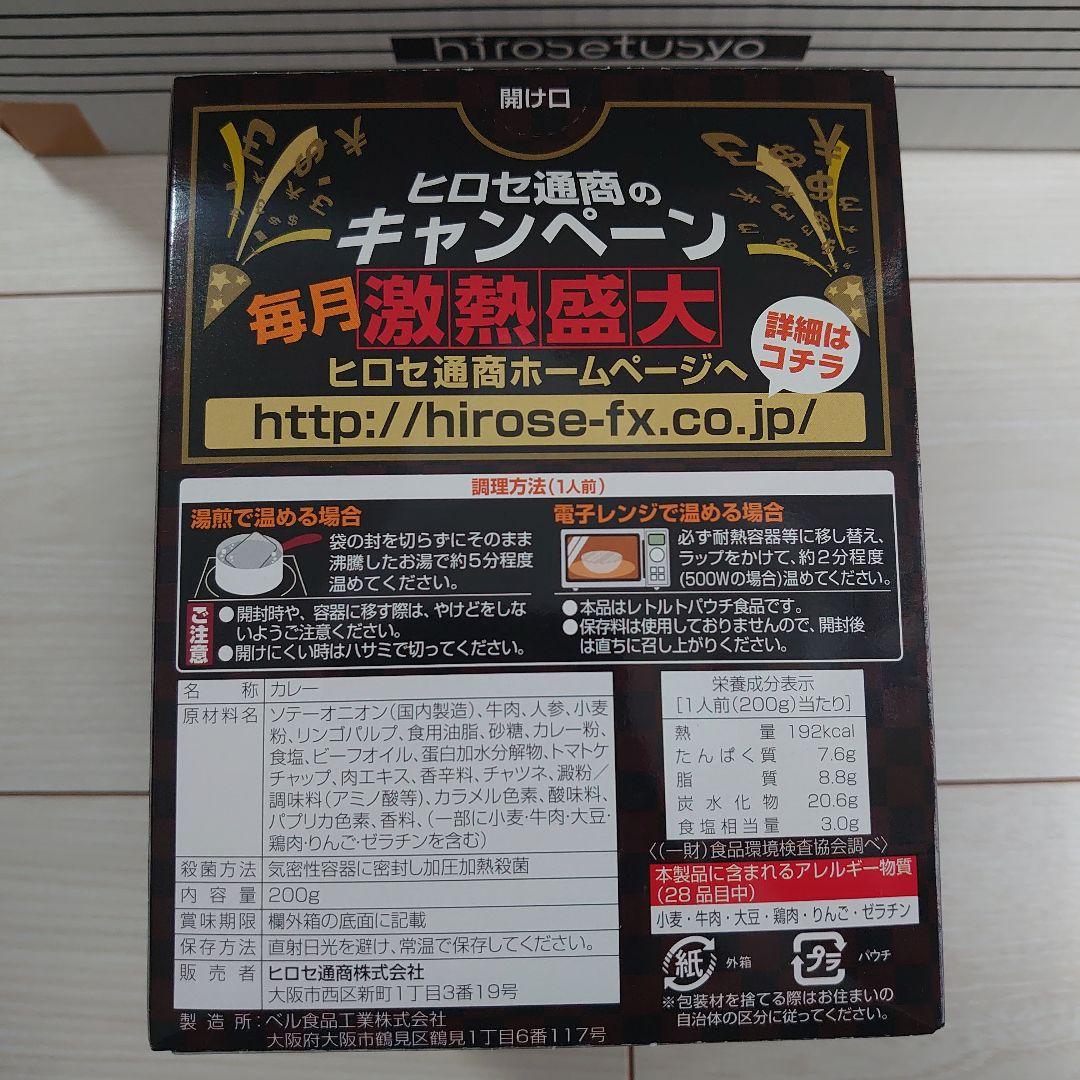 hirosetusyo
開け口
ヒロセ通商の
キャンペーン
毎月激熱盛大
詳細は
コチラ
ヒロセ通商ホームページへ
http://hirose-fx.co.jp/
調理方法(1人前)
湯煎で温める場合
袋の封を切らずにそのまま
沸騰したお湯で約5分程度
温めてください。
電子レンジで温める場合
必ず耐熱容器等に移し替え、
ラップをかけて、約2分程度
(500Wの場合)温めてください。
ご注意
●開封時や、容器に移す際は、やけどをしな
いようご注意ください。
●開けにくい時はハサミで切ってください。
●本品はレトルトパウチ食品です。
●保存料は使用しておりませんので、開封後
は直ちに召し上がりください。
名称 カレー
原材料名 ソテーオニオン(国内製造)、牛肉、人参、小麦
粉、リンゴパルプ、食用油脂、砂糖、カレー粉、
食塩、ビーフオイル、蛋白加水分解物、トマトケ
チャップ、肉エキス、香辛料、チャツネ、澱粉/
調味料(アミノ酸等)、カラメル色素、酸味料、
パプリカ色素、香料、(一部に小麦・牛肉・大豆・
鶏肉・りんご・ゼラチンを含む)
殺菌方法 気密性容器に密封し加圧加熱殺菌
内容量 200g
賞味期限 欄外箱の底面に記載
保存方法 直射日光を避け、常温で保存してください。
販売者 ヒロセ通商株式会社
大阪市西区新町1丁目3番19号
製造所:ベル食品工業株式会社
大阪府大阪市鶴見区鶴見1丁目6番117号
栄養成分表示
[1人前(200g)当たり]
熱量 192kcal
たんぱく質 7.6g
脂質 8.8g
炭水化物 20.6g
食塩相当量 3.0g
〈(一財)食品環境検査協会調べ〉
本製品に含まれるアレルギー物質
(28品目中)
小麦・牛肉・大豆・鶏肉・りんご・ゼラチン
紙 外箱
プラ パウチ
※包装材を捨てる際はお住まいの
自治体の区分に従ってください。